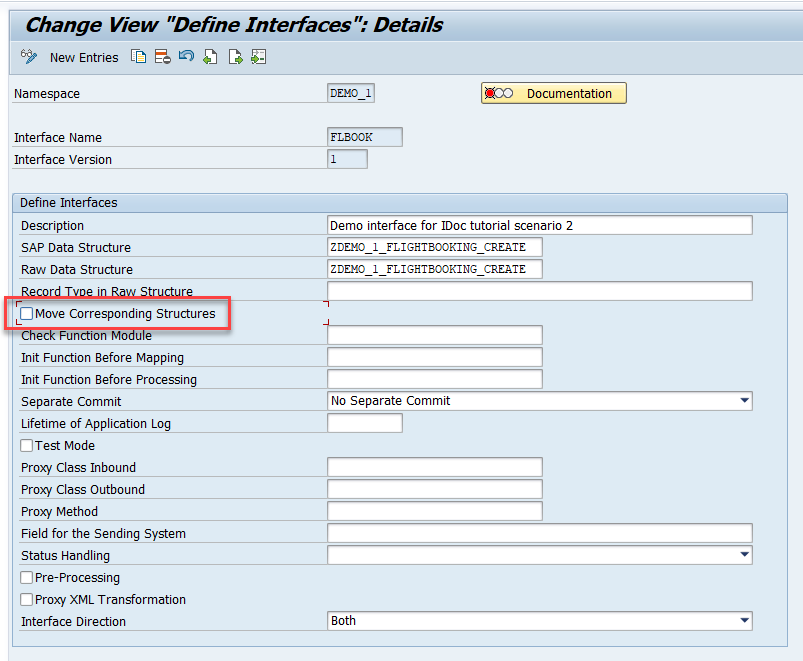 Change View "Define Interfaces": Details
New Entries
Namespace DEMO_1 Documentation
Interface Name FLBOOK
Interface Version 1
Define Interfaces
Description Demo interface for IDoc tutorial scenario 2
SAP Data Structure ZDEMO_1_FLIGHTBOOKING_CREATE
Raw Data Structure ZDEMO_1_FLIGHTBOOKING_CREATE
Record Type in Raw Structure
Move Corresponding Structures
Check Function Module
Init Function Before Mapping
Init Function Before Processing
Separate Commit No Separate Commit
Lifetime of Application Log
Test Mode
Proxy Class Inbound
Proxy Class Outbound
Proxy Method
Field for the Sending System
Status Handling
Pre-Processing
Proxy XML Transformation
Interface Direction Both